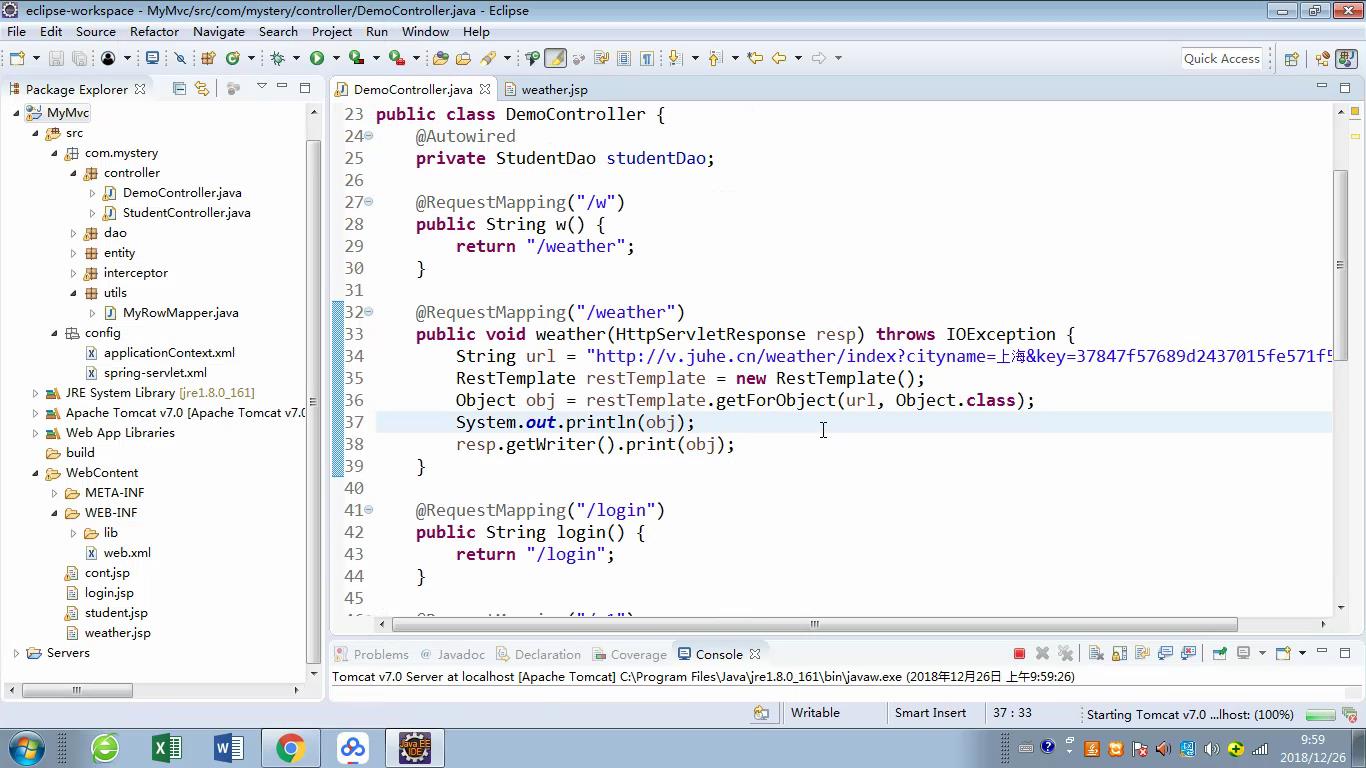 eclipse-workspace - MyMvc/src/com/mystery/controller/DemoController.java - Eclipse
File Edit Source Refactor Navigate Search Project Run Window Help
Quick Access
Package Explorer
MyMvc
src
com.mystery
controller
DemoController.java
StudentController.java
dao
entity
interceptor
utils
MyRowMapper.java
config
applicationContext.xml
spring-servlet.xml
JRE System Library [jre1.8.0_161]
Apache Tomcat v7.0 [Apache Tomcat v7.0
Web App Libraries
build
WebContent
META-INF
WEB-INF
lib
web.xml
cont.jsp
login.jsp
student.jsp
weather.jsp
Servers
DemoController.java weather.jsp
23 public class DemoController {
24 @Autowired
25 private StudentDao studentDao;
26
27 @RequestMapping("/w")
28 public String w() {
29 return "/weather";
30 }
31
32 @RequestMapping("/weather")
33 public void weather(HttpServletResponse resp) throws IOException {
34 String url = "http://v.juhe.cn/weather/index?cityname=上海&key=37847f57689d2437015fe571f5
35 RestTemplate restTemplate = new RestTemplate();
36 Object obj = restTemplate.getForObject(url, Object.class);
37 System.out.println(obj);
38 resp.getWriter().print(obj);
39 }
40
41 @RequestMapping("/login")
42 public String login() {
43 return "/login";
44 }
45
Problems @ Javadoc Declaration Coverage Console
Tomcat v7.0 Server at localhost [Apache Tomcat] C:\Program Files\Java\jre1.8.0_161\bin\javaw.exe (2018年12月26日 上午9:59:26)
Writable Smart Insert 37 : 33 Starting Tomcat v7.0 ...lhost: (100%)
Java EE
IDE
9:59
2018/12/26